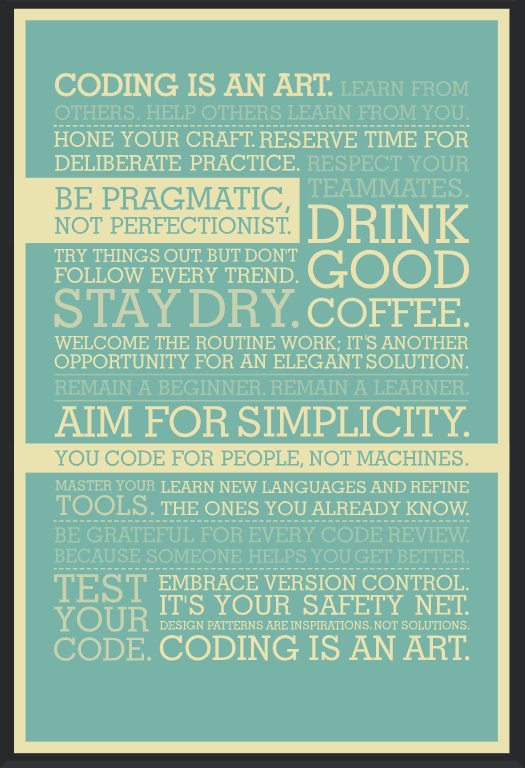 CODING IS AN ART. LEARN FROM
OTHERS. HELP OTHERS LEARN FROM YOU.
HONE YOUR CRAFT. RESERVE TIME FOR
DELIBERATE PRACTICE. RESPECT YOUR
TEAMMATES.
BE PRAGMATIC,
NOT PERFECTIONIST.
TRY THINGS OUT. BUT DON'T
FOLLOW EVERY TREND.
STAY DRY.
DRINK
GOOD
COFFEE.
WELCOME THE ROUTINE WORK; IT'S ANOTHER
OPPORTUNITY FOR AN ELEGANT SOLUTION.
REMAIN A BEGINNER. REMAIN A LEARNER.
AIM FOR SIMPLICITY.
YOU CODE FOR PEOPLE, NOT MACHINES.
MASTER YOUR
TOOLS.
LEARN NEW LANGUAGES AND REFINE
THE ONES YOU ALREADY KNOW.
BE GRATEFUL FOR EVERY CODE REVIEW.
BECAUSE SOMEONE HELPS YOU GET BETTER.
TEST
YOUR
CODE.
EMBRACE VERSION CONTROL.
IT'S YOUR SAFETY NET.
DESIGN PATTERNS ARE INSPIRATIONS. NOT SOLUTIONS.
CODING IS AN ART.